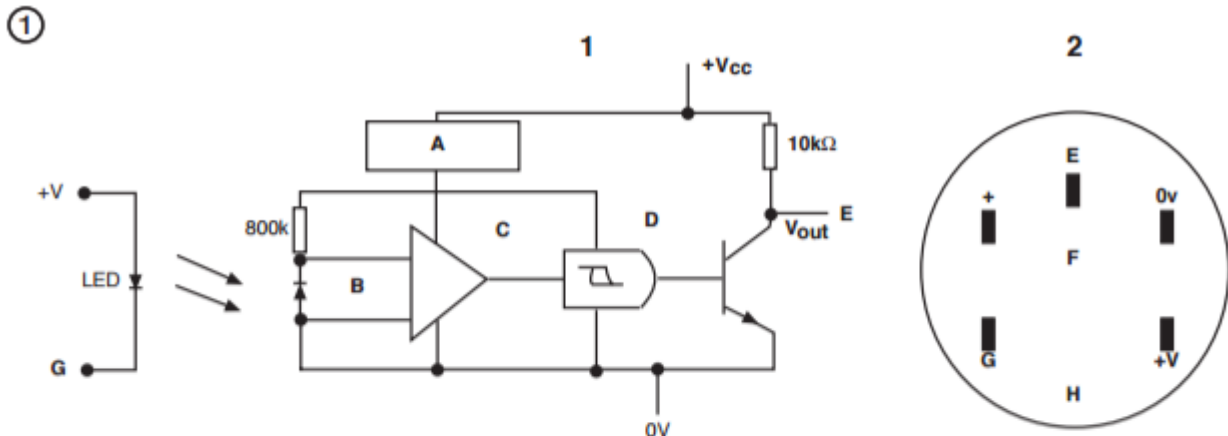 ①
1
2
+Vcc
A
10kΩ
E
+V
+
0v
800k
C
D
E
Vout
F
LED
B
G
G
+V
H
0V